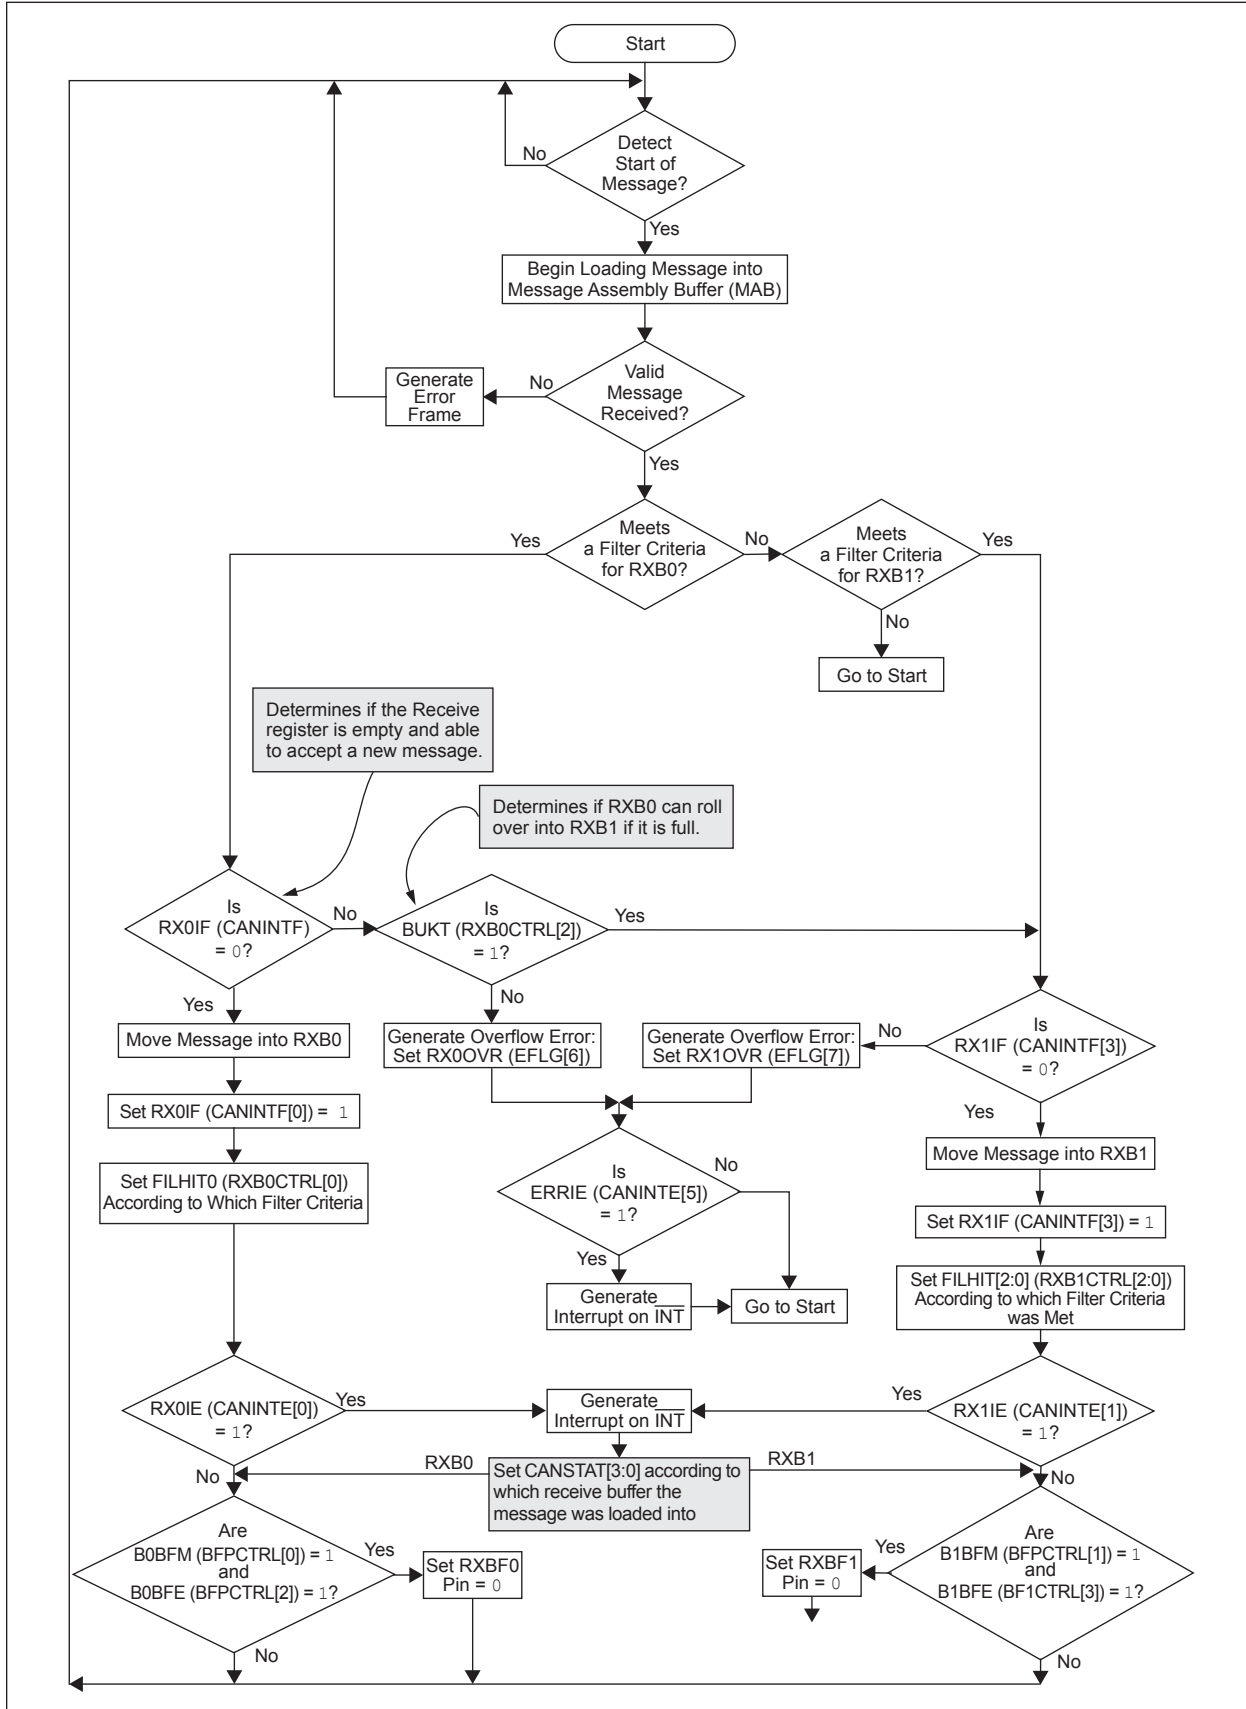 Start
Detect
Start of
Message?
No
Yes
Begin Loading Message into
Message Assembly Buffer (MAB)
Valid
Message
Received?
No
Generate
Error
Frame
Yes
Meets
a Filter Criteria
for RXB0?
Yes
No
Meets
a Filter Criteria
for RXB1?
Yes
No
Go to Start
Determines if the Receive
register is empty and able
to accept a new message.
Determines if RXB0 can roll
over into RXB1 if it is full.
Is
RX0IF (CANINTF)
= 0?
No
Is
BUKT (RXB0CTRL[2])
= 1?
Yes
Yes
No
Move Message into RXB0
Generate Overflow Error:
Set RX0OVR (EFLG[6])
Generate Overflow Error:
Set RX1OVR (EFLG[7])
No
Is
RX1IF (CANINTF[3])
= 0?
Set RX0IF (CANINTF[0]) = 1
Yes
Move Message into RXB1
Set FILHIT0 (RXB0CTRL[0])
According to Which Filter Criteria
Is
ERRIE (CANINTE[5])
= 1?
No
Yes
Set RX1IF (CANINTF[3]) = 1
Generate
Interrupt on INT
Go to Start
Set FILHIT[2:0] (RXB1CTRL[2:0])
According to which Filter Criteria
was Met
RX0IE (CANINTE[0])
= 1?
Yes
Generate
Interrupt on INT
Yes
RX1IE (CANINTE[1])
= 1?
No
RXB0
Set CANSTAT[3:0] according to
which receive buffer the
message was loaded into
RXB1
No
Are
B0BFM (BFPCTRL[0]) = 1
and
B0BFE (BFPCTRL[2]) = 1?
Yes
Set RXBF0
Pin = 0
Set RXBF1
Pin = 0
Yes
Are
B1BFM (BFPCTRL[1]) = 1
and
B1BFE (BF1CTRL[3]) = 1?
No
No